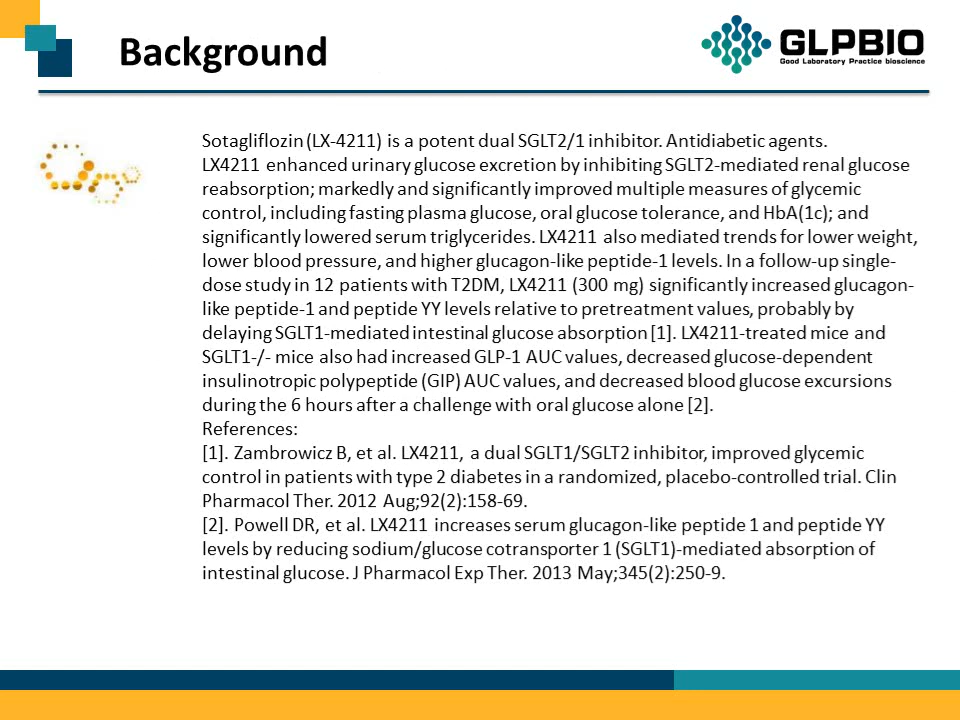 Background
GLPBIO
Good Laboratory Practice bioscience
Sotagliflozin (LX-4211) is a potent dual SGLT2/1 inhibitor. Antidiabetic agents.
LX4211 enhanced urinary glucose excretion by inhibiting SGLT2-mediated renal glucose
reabsorption; markedly and significantly improved multiple measures of glycemic
control, including fasting plasma glucose, oral glucose tolerance, and HbA(1c); and
significantly lowered serum triglycerides. LX4211 also mediated trends for lower weight,
lower blood pressure, and higher glucagon-like peptide-1 levels. In a follow-up single-
dose study in 12 patients with T2DM, LX4211 (300 mg) significantly increased glucagon-
like peptide-1 and peptide YY levels relative to pretreatment values, probably by
delaying SGLT1-mediated intestinal glucose absorption [1]. LX4211-treated mice and
SGLT1-/- mice also had increased GLP-1 AUC values, decreased glucose-dependent
insulinotropic polypeptide (GIP) AUC values, and decreased blood glucose excursions
during the 6 hours after a challenge with oral glucose alone [2].
References:
[1]. Zambrowicz B, et al. LX4211, a dual SGLT1/SGLT2 inhibitor, improved glycemic
control in patients with type 2 diabetes in a randomized, placebo-controlled trial. Clin
Pharmacol Ther. 2012 Aug;92(2):158-69.
[2]. Powell DR, et al. LX4211 increases serum glucagon-like peptide 1 and peptide YY
levels by reducing sodium/glucose cotransporter 1 (SGLT1)-mediated absorption of
intestinal glucose. J Pharmacol Exp Ther. 2013 May;345(2):250-9.